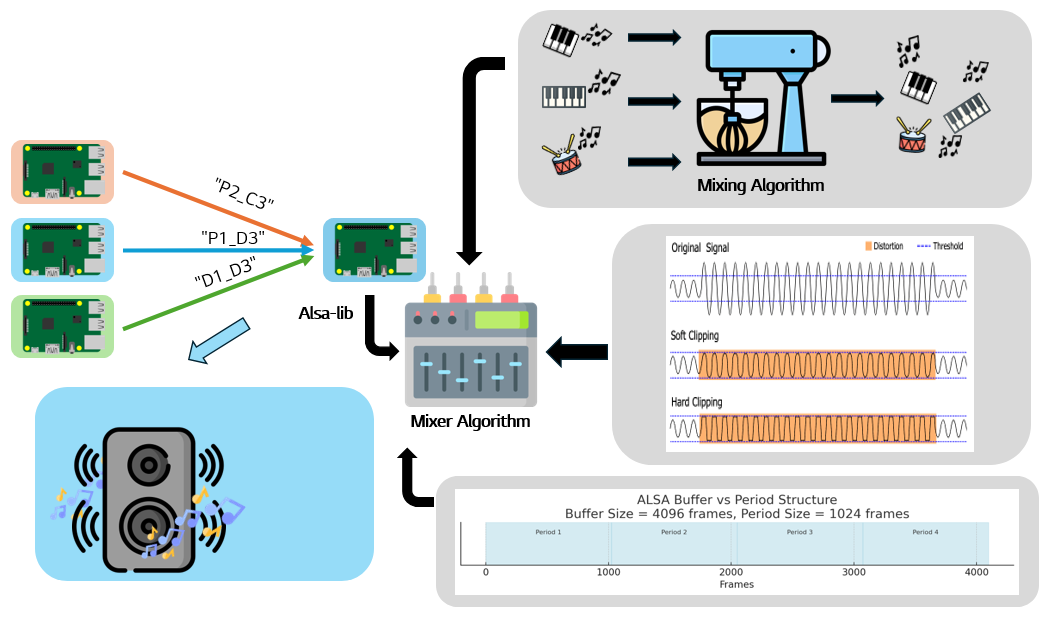 "P2_C3"
"P1_D3"
"D1_D3"
Alsa-lib
Mixer Algorithm
Mixing Algorithm
Original Signal
Distortion
Threshold
Soft Clipping
Hard Clipping
ALSA Buffer vs Period Structure
Buffer Size = 4096 frames, Period Size = 1024 frames
Period 1 Period 2 Period 3 Period 4
0 1000 2000 3000 4000
Frames